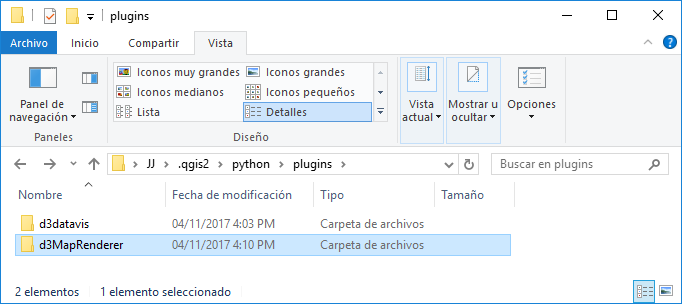 plugins
Archivo Inicio Compartir Vista
Panel de navegación
Iconos muy grandes Iconos grandes
Iconos medianos Iconos pequeños
Lista Detalles
Vista actual
Mostrar u ocultar
Opciones
Paneles Diseño
JJ .qgis2 python plugins
Buscar en plugins
Nombre Fecha de modificación Tipo Tamaño
d3datavis 04/11/2017 4:03 PM Carpeta de archivos
d3MapRenderer 04/11/2017 4:10 PM Carpeta de archivos
2 elementos 1 elemento seleccionado